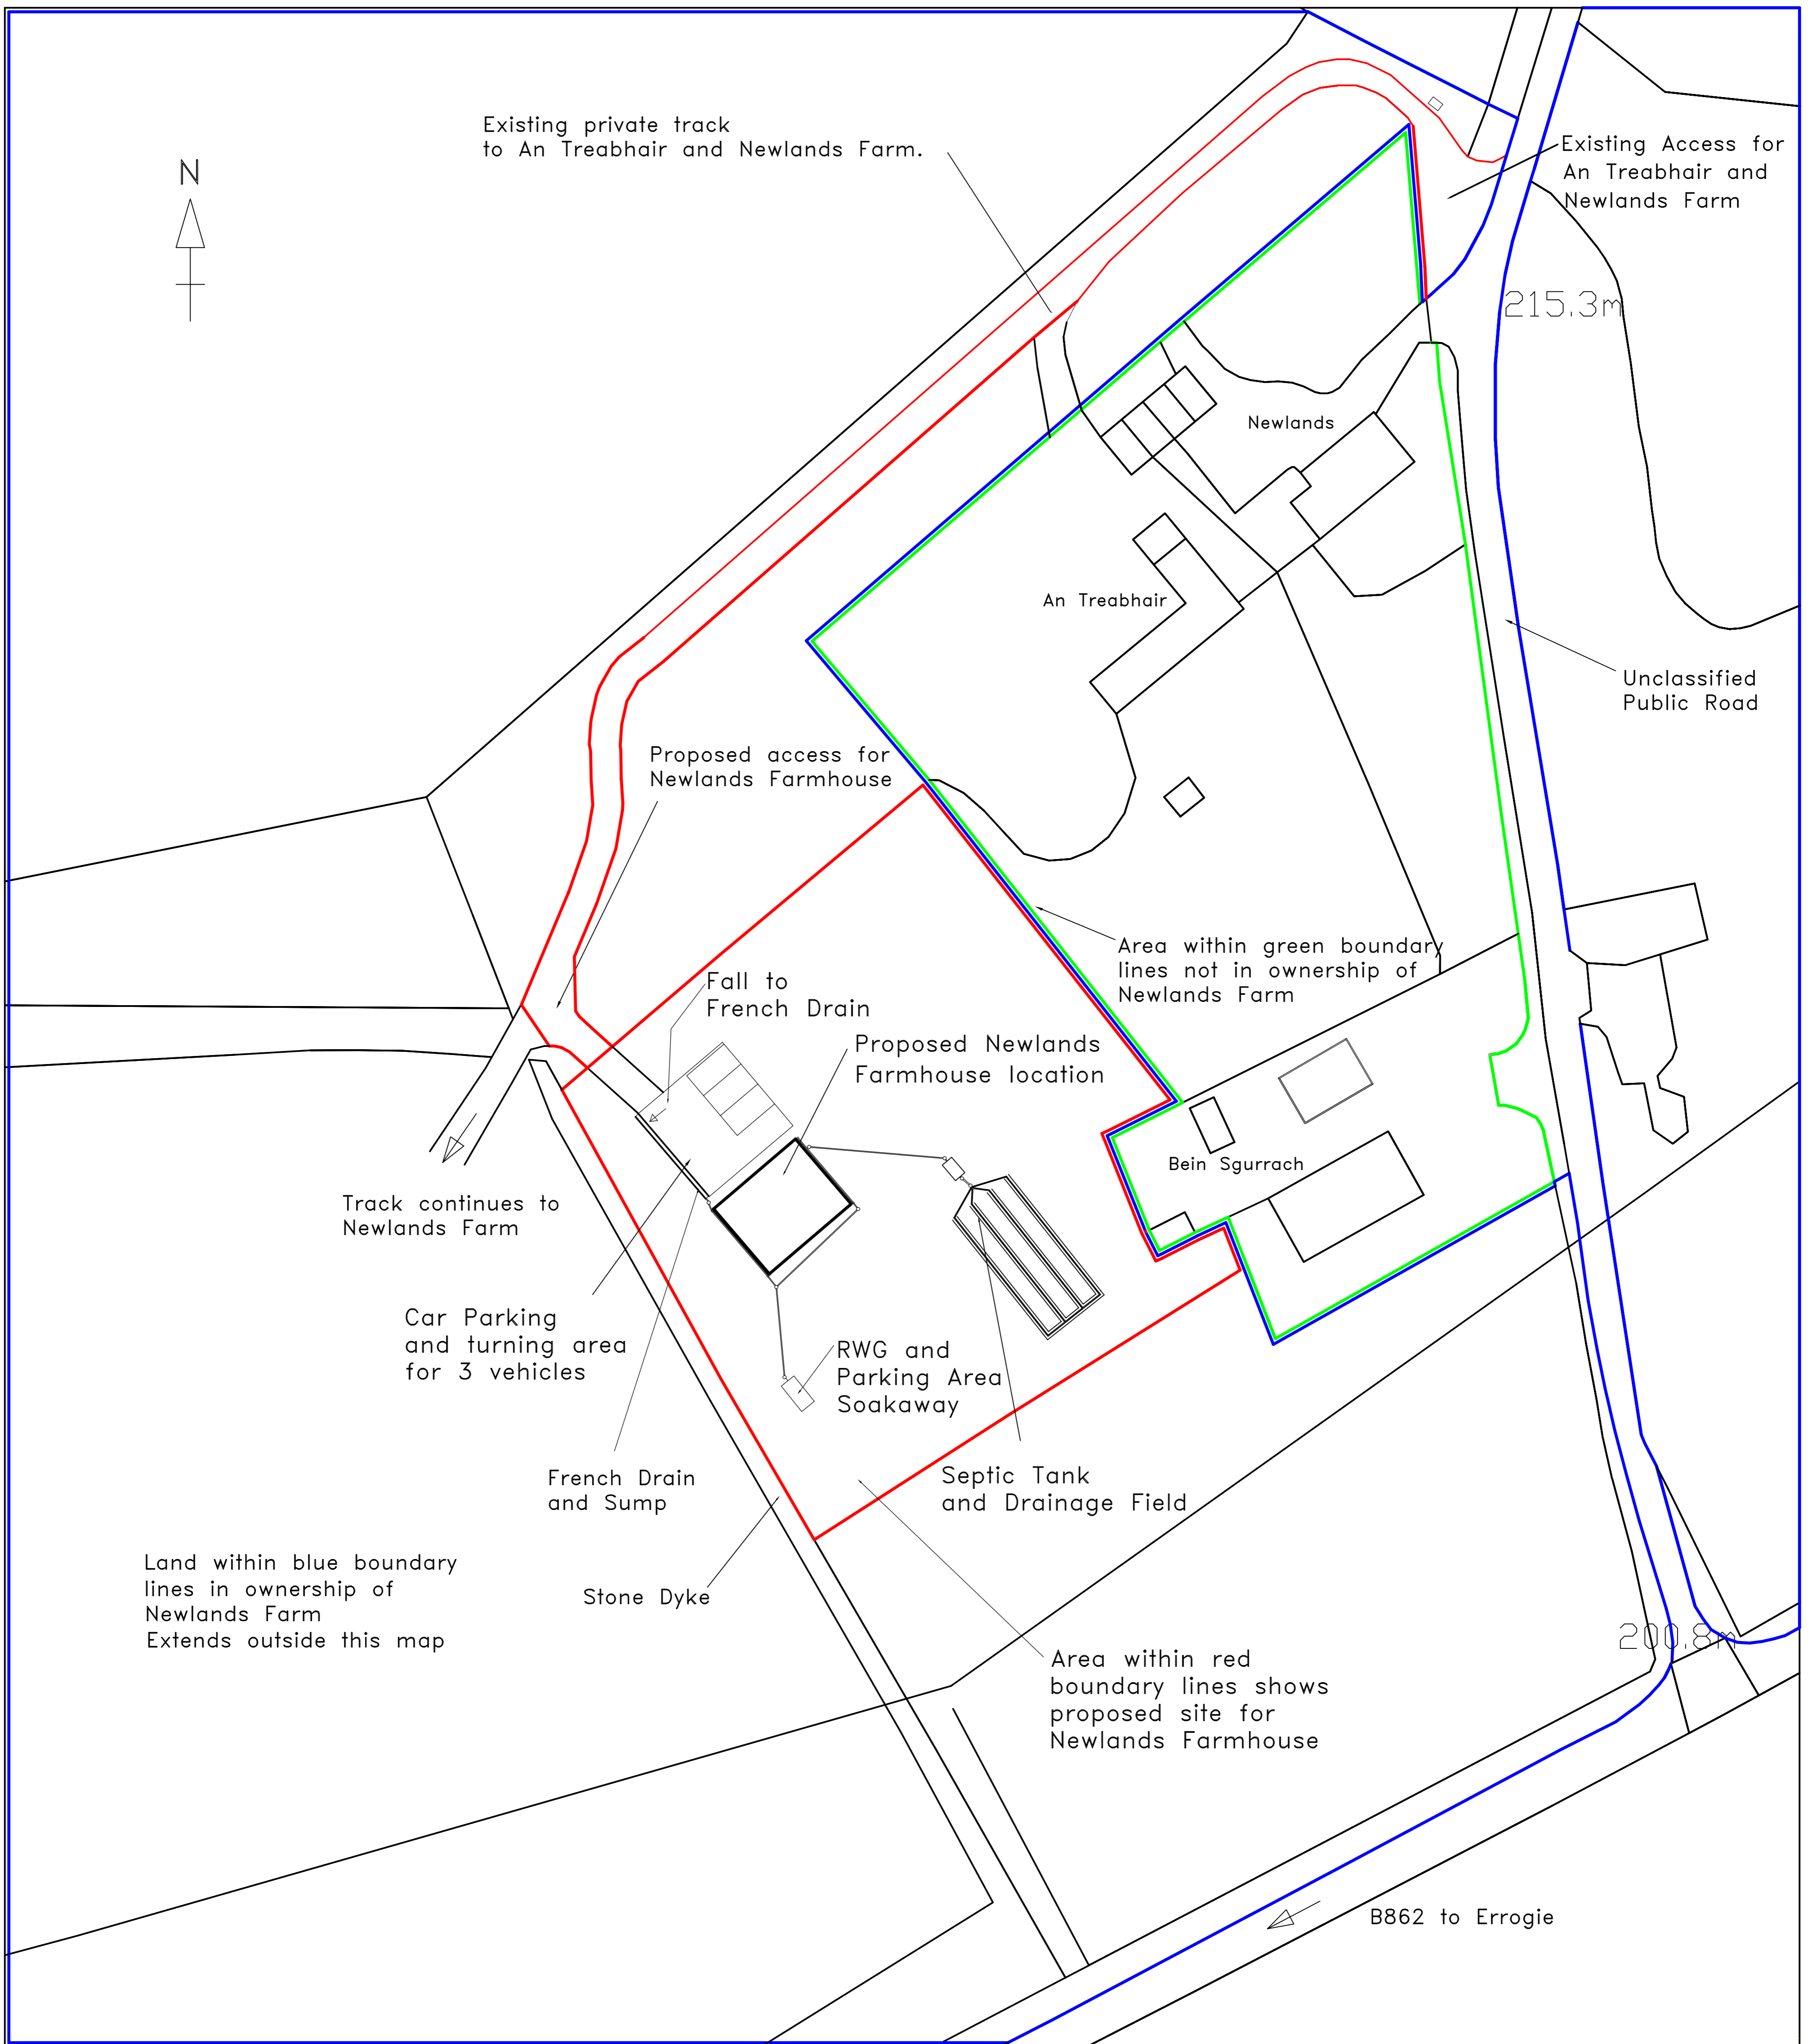 Existing private track
to An Treabhair and Newlands Farm.
N
Existing Access for
An Treabhair and
Newlands Farm
215.3m
Newlands
An Treabhair
Unclassified
Public Road
Proposed access for
Newlands Farmhouse
Area within green boundary
lines not in ownership of
Newlands Farm
Fall to
French Drain
Proposed Newlands
Farmhouse location
Bein Sgurrach
Track continues to
Newlands Farm
Car Parking
and turning area
for 3 vehicles
RWG and
Parking Area
Soakaway
French Drain
and Sump
Septic Tank
and Drainage Field
Land within blue boundary
lines in ownership of
Newlands Farm
Extends outside this map
Stone Dyke
200.8m
Area within red
boundary lines shows
proposed site for
Newlands Farmhouse
B862 to Errogie